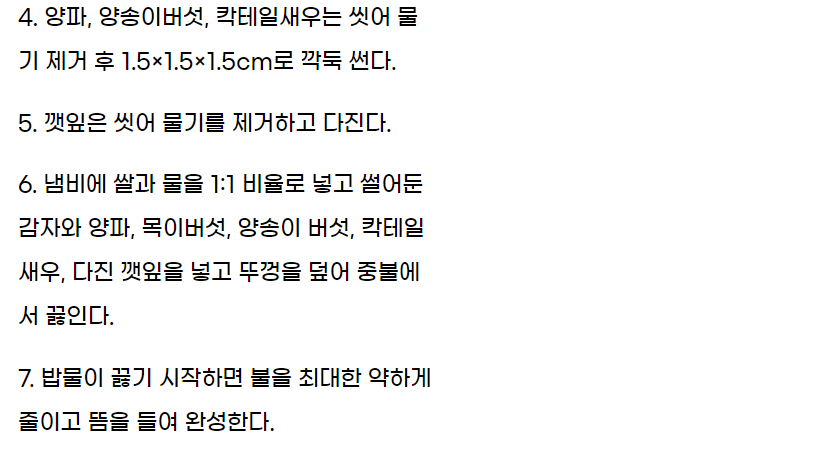 4. 양파, 양송이버섯, 칵테일새우는 씻어 물
기 제거 후 1.5×1.5×1.5cm로 깍둑 썬다.
5. 깻잎은 씻어 물기를 제거하고 다진다.
6. 냄비에 쌀과 물을 1:1 비율로 넣고 썰어둔
감자와 양파, 목이버섯, 양송이 버섯, 칵테일
새우, 다진 깻잎을 넣고 뚜껑을 덮어 중불에
서 끓인다.
7. 밥물이 끓기 시작하면 불을 최대한 약하게
줄이고 뜸을 들여 완성한다.